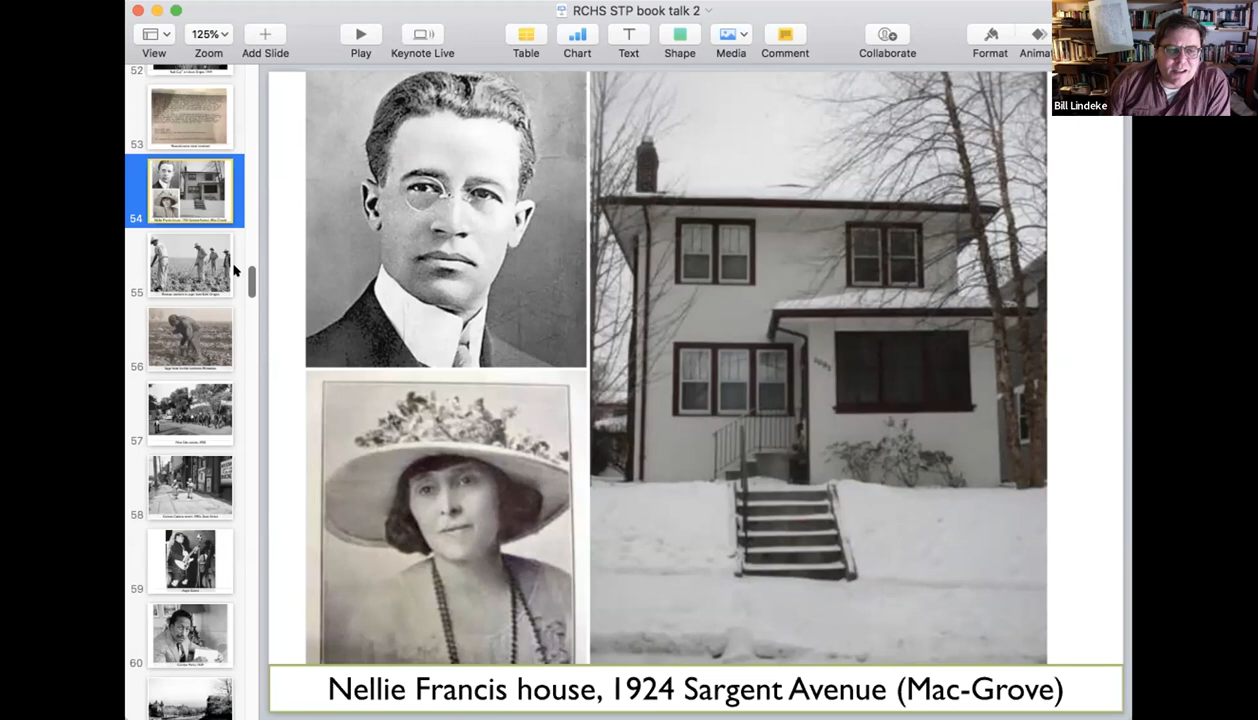 RCHS STP book talk 2
125%
View
Zoom
Add Slide
Play
Keynote Live
Table
Chart
Text
Shape
Media
Comment
Collaborate
Format
Bill Lindeke
52
53
54
55
56
57
58
59
60
Nellie Francis house, 1924 Sargent Avenue (Mac-Grove)